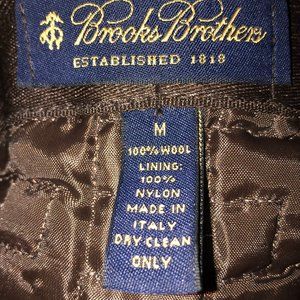 Brooks Brothers
ESTABLISHED 1818
M
100% WOOL
LINING:
100%
NYLON
MADE IN
ITALY
DRY CLEAN
ONLY